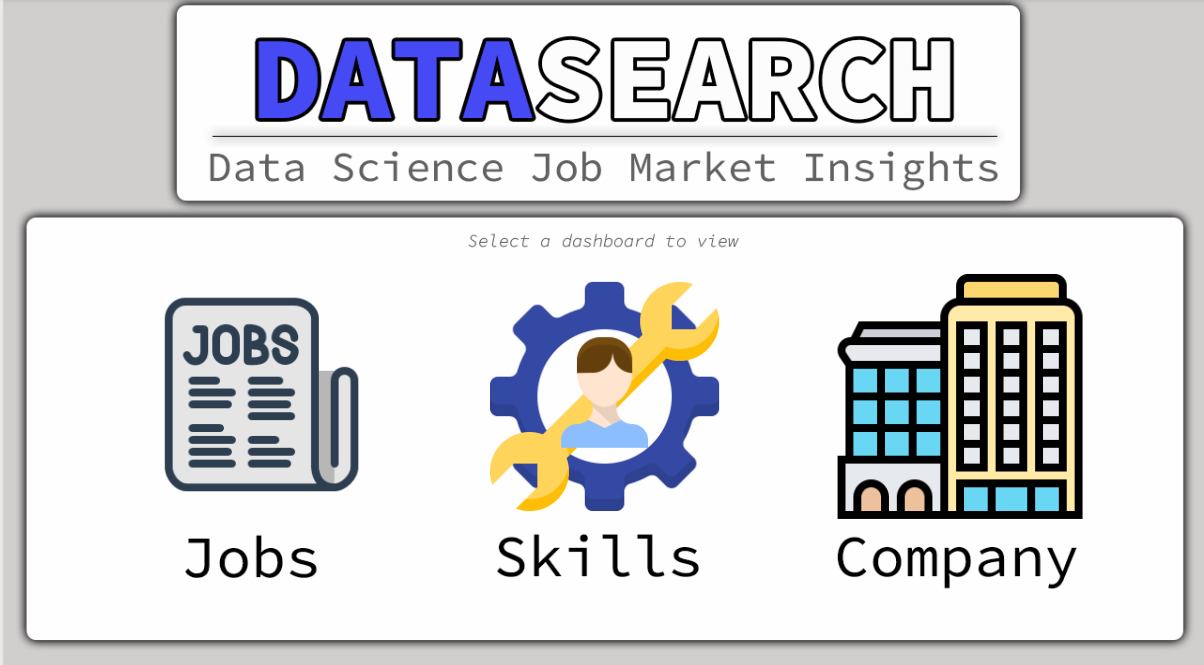 DATASEARCH
Data Science Job Market Insights
Select a dashboard to view
JOBS
Jobs
Skills
Company